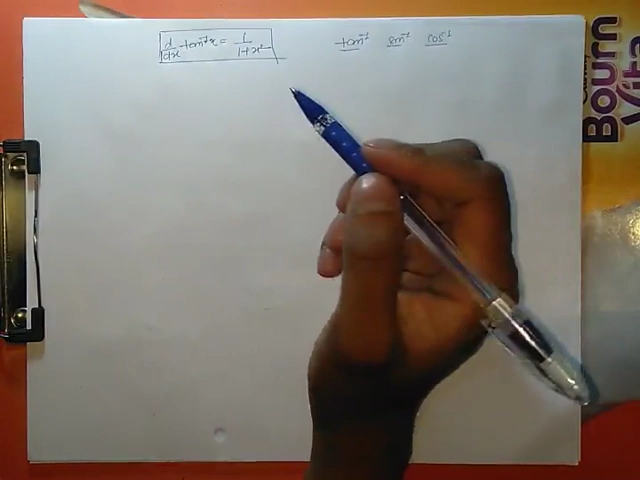 d/dx tan⁻¹x = 1/1+x²
tan⁻¹ sin⁻¹ cos⁻¹
Bourn
Vita